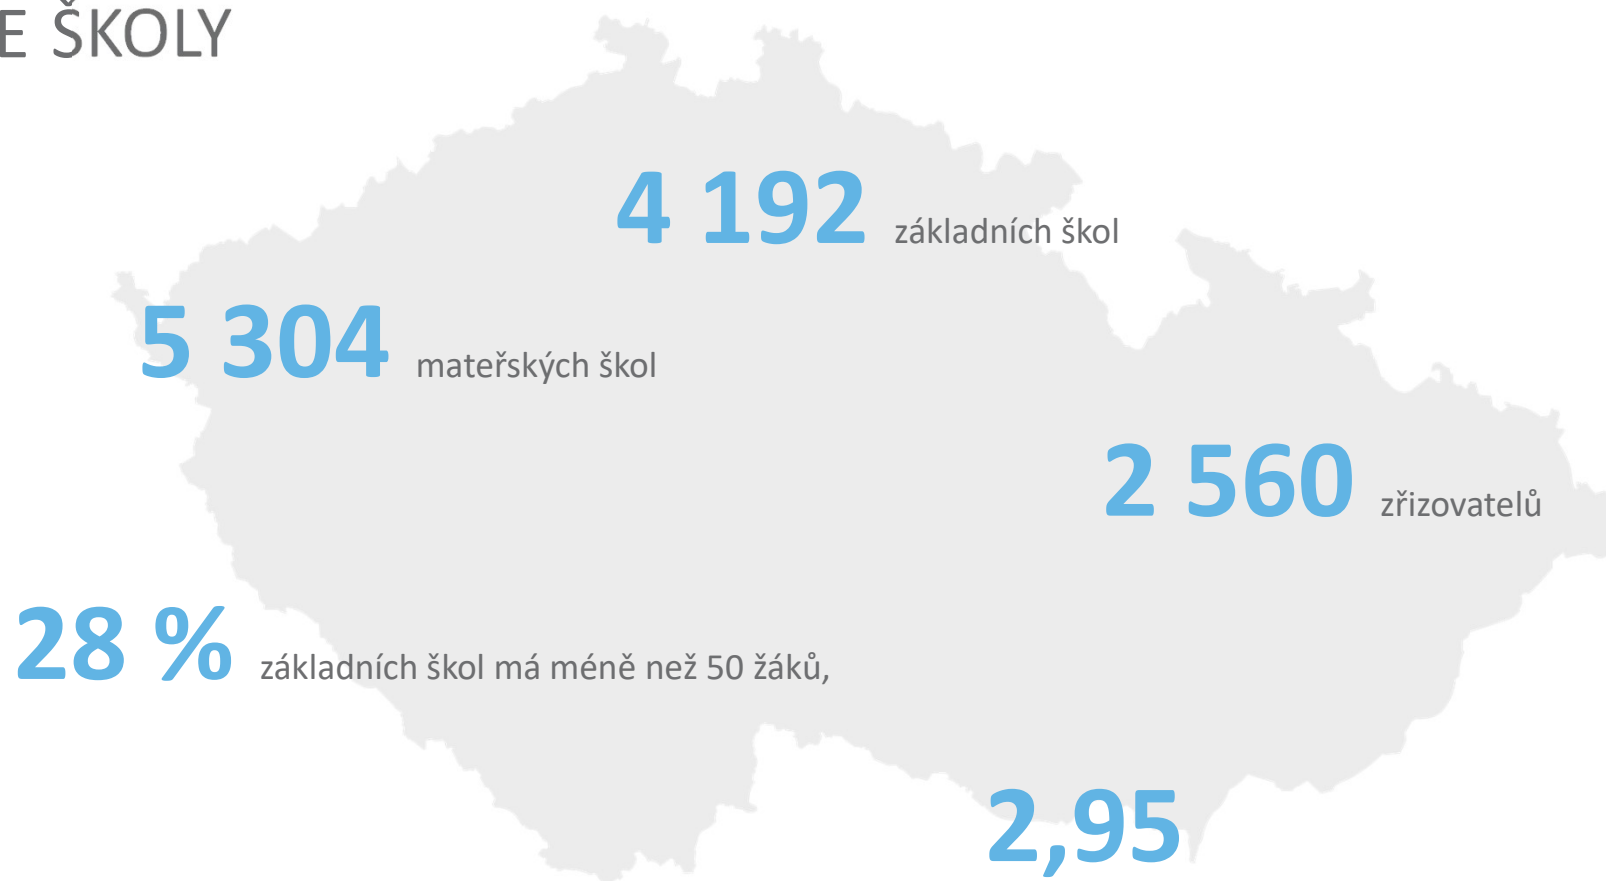 E ŠKOLY
4 192 základních škol
5 304 mateřských škol
2 560 zřizovatelů
28 % základních škol má méně než 50 žáků,
2,95